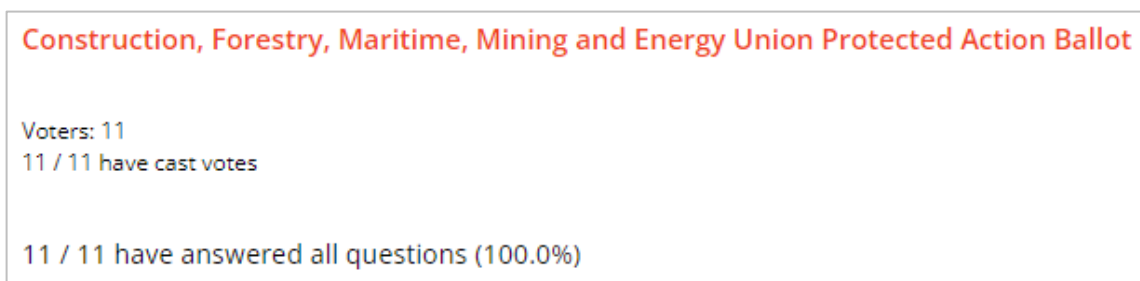 Construction, Forestry, Maritime, Mining and Energy Union Protected Action Ballot
Voters: 11
11 / 11 have cast votes
11 / 11 have answered all questions (100.0%)